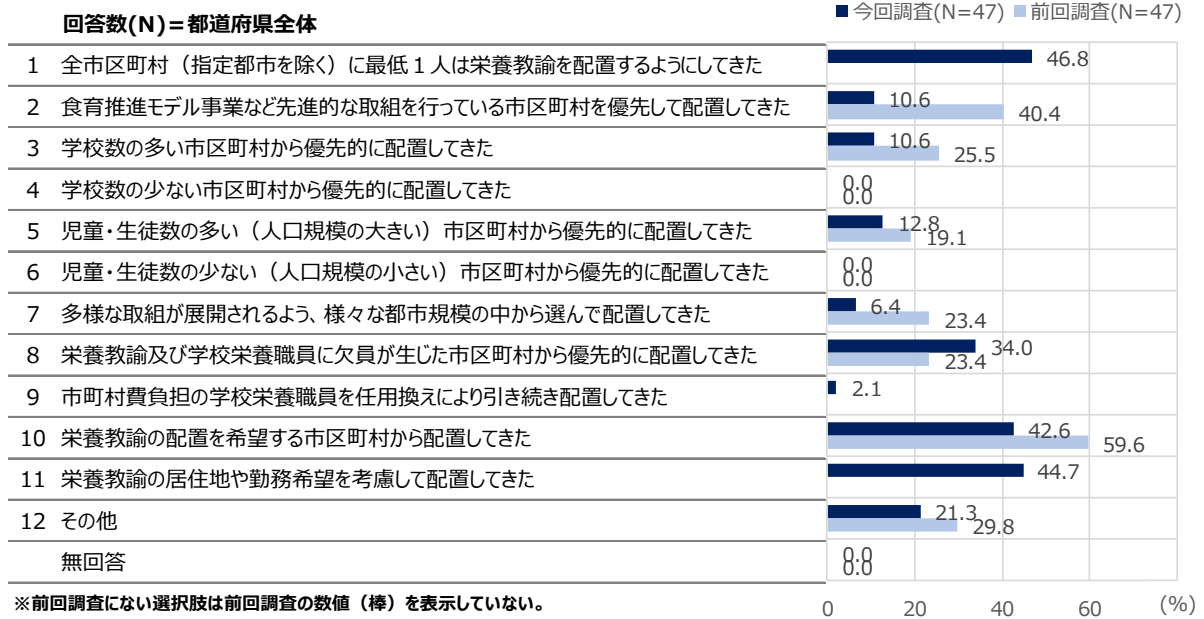 回答数(N)=都道府県全体
■今回調査(N=47) ■前回調査(N=47)
1 全市区町村（指定都市を除く）に最低１人は栄養教諭を配置するようにしてきた 46.8
2 食育推進モデル事業など先進的な取組を行っている市区町村を優先して配置してきた 10.6 40.4
3 学校数の多い市区町村から優先的に配置してきた 10.6 25.5
4 学校数の少ない市区町村から優先的に配置してきた 0.0 0.0
5 児童・生徒数の多い（人口規模の大きい）市区町村から優先的に配置してきた 12.8 19.1
6 児童・生徒数の少ない（人口規模の小さい）市区町村から優先的に配置してきた 0.0 0.0
7 多様な取組が展開されるよう、様々な都市規模の中から選んで配置してきた 6.4 23.4
8 栄養教諭及び学校栄養職員に欠員が生じた市区町村から優先的に配置してきた 34.0 23.4
9 市町村費負担の学校栄養職員を任用換えにより引き続き配置してきた 2.1
10 栄養教諭の配置を希望する市区町村から配置してきた 42.6 59.6
11 栄養教諭の居住地や勤務希望を考慮して配置してきた 44.7
12 その他 21.3 29.8
無回答 0.0 0.0
※前回調査にない選択肢は前回調査の数値（棒）を表示していない。
0 20 40 60 (%)